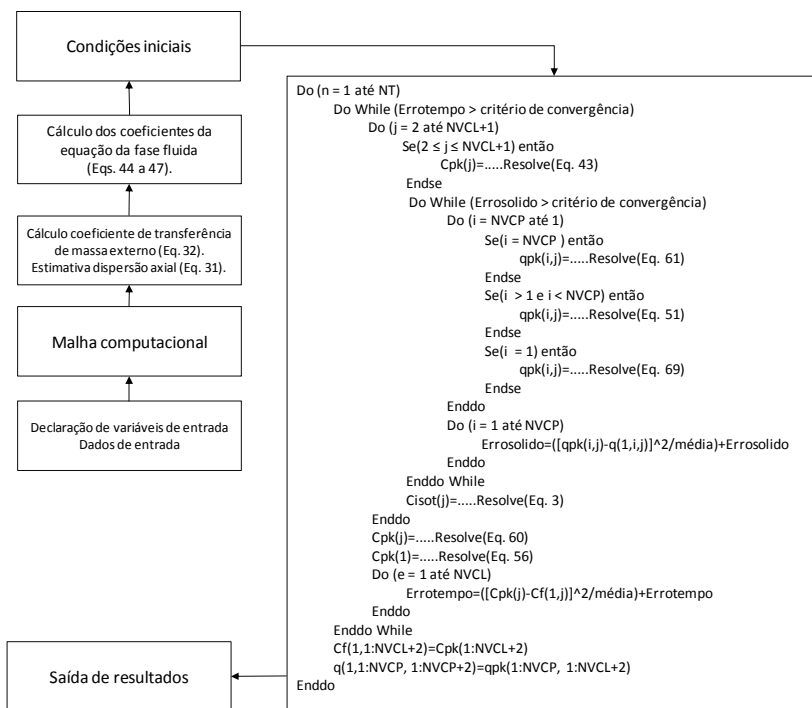 Condições iniciais
Cálculo dos coeficientes da
equação da fase fluida
(Eqs. 44 a 47).
Cálculo coeficiente de transferência
de massa externo (Eq. 32).
Estimativa dispersão axial (Eq. 31).
Malha computacional
Declaração de variáveis de entrada
Dados de entrada
Do (n = 1 até NT)
Do While (Errotempo > critério de convergência)
Do (j = 2 até NVCL+1)
Se(2 ≤ j ≤ NVCL+1) então
Cpk(j)=.....Resolve(Eq. 43)
Endse
Do While (Errosolido > critério de convergência)
Do (i = NVCP até 1)
Se(i = NVCP ) então
qpk(i,j)=.....Resolve(Eq. 61)
Endse
Se(i > 1 e i < NVCP) então
qpk(i,j)=.....Resolve(Eq. 51)
Endse
Se(i = 1) então
qpk(i,j)=.....Resolve(Eq. 69)
Endse
Enddo
Do (i = 1 até NVCP)
Errosolido=([qpk(i,j)-q(1,i,j)]^2/média)+Errosolido
Enddo
Enddo While
Cisot(j)=.....Resolve(Eq. 3)
Enddo
Cpk(j)=.....Resolve(Eq. 60)
Cpk(1)=.....Resolve(Eq. 56)
Do (e = 1 até NVCL)
Errotempo=([Cpk(j)-Cf(1,j)]^2/média)+Errotempo
Enddo
Enddo While
Cf(1,1:NVCL+2)=Cpk(1:NVCL+2)
q(1,1:NVCP, 1:NVCP+2)=qpk(1:NVCP, 1:NVCL+2)
Enddo
Saída de resultados